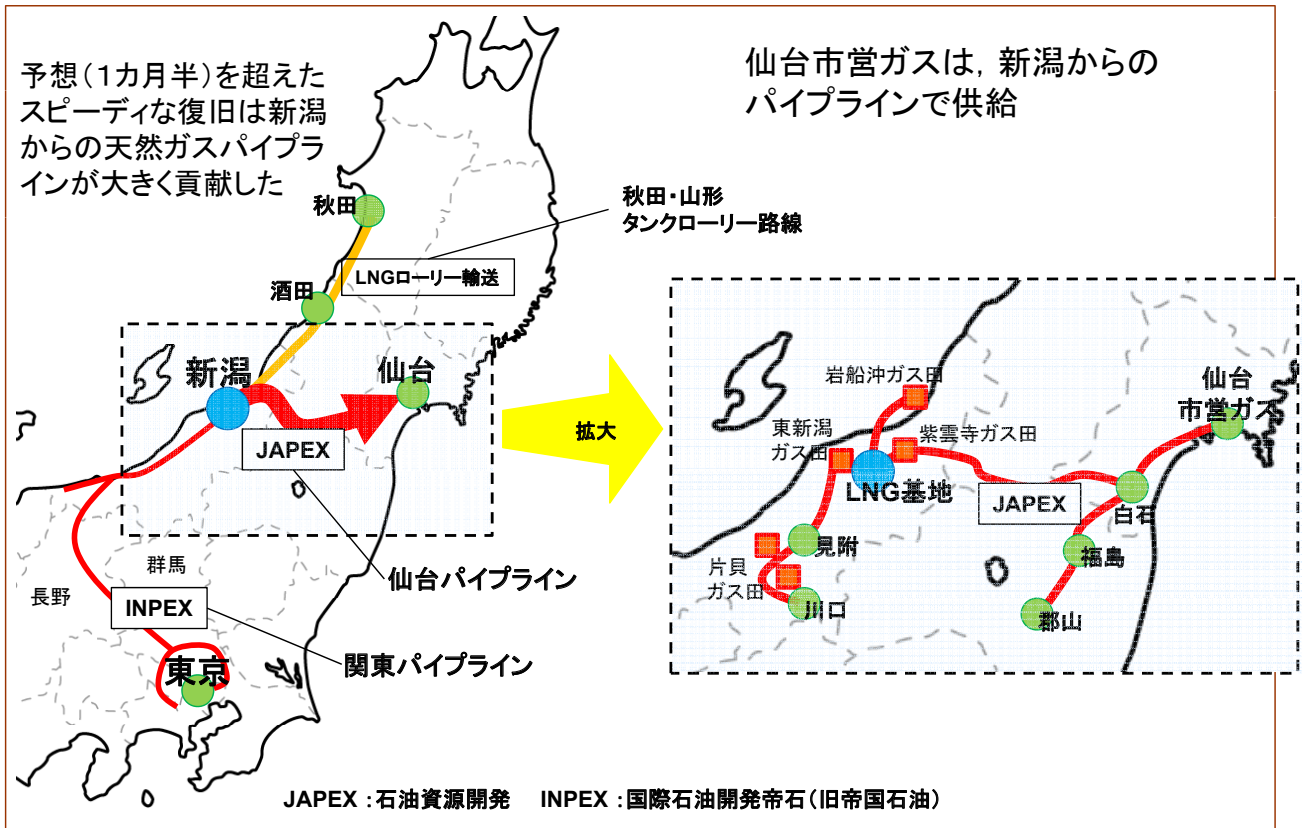 予想（１カ月半）を超えた
スピーディな復旧は新潟
からの天然ガスパイプラ
インが大きく貢献した
仙台市営ガスは，新潟からの
パイプラインで供給
秋田
秋田・山形
タンクローリー路線
LNGローリー輸送
酒田
新潟
仙台
JAPEX
拡大
岩船沖ガス田
仙台
市営ガス
東新潟
ガス田
紫雲寺ガス田
LNG基地
JAPEX
白石
見附
福島
片貝
ガス田
川口
郡山
仙台パイプライン
群馬
長野
INPEX
関東パイプライン
東京
JAPEX：石油資源開発　INPEX：国際石油開発帝石（旧帝国石油）